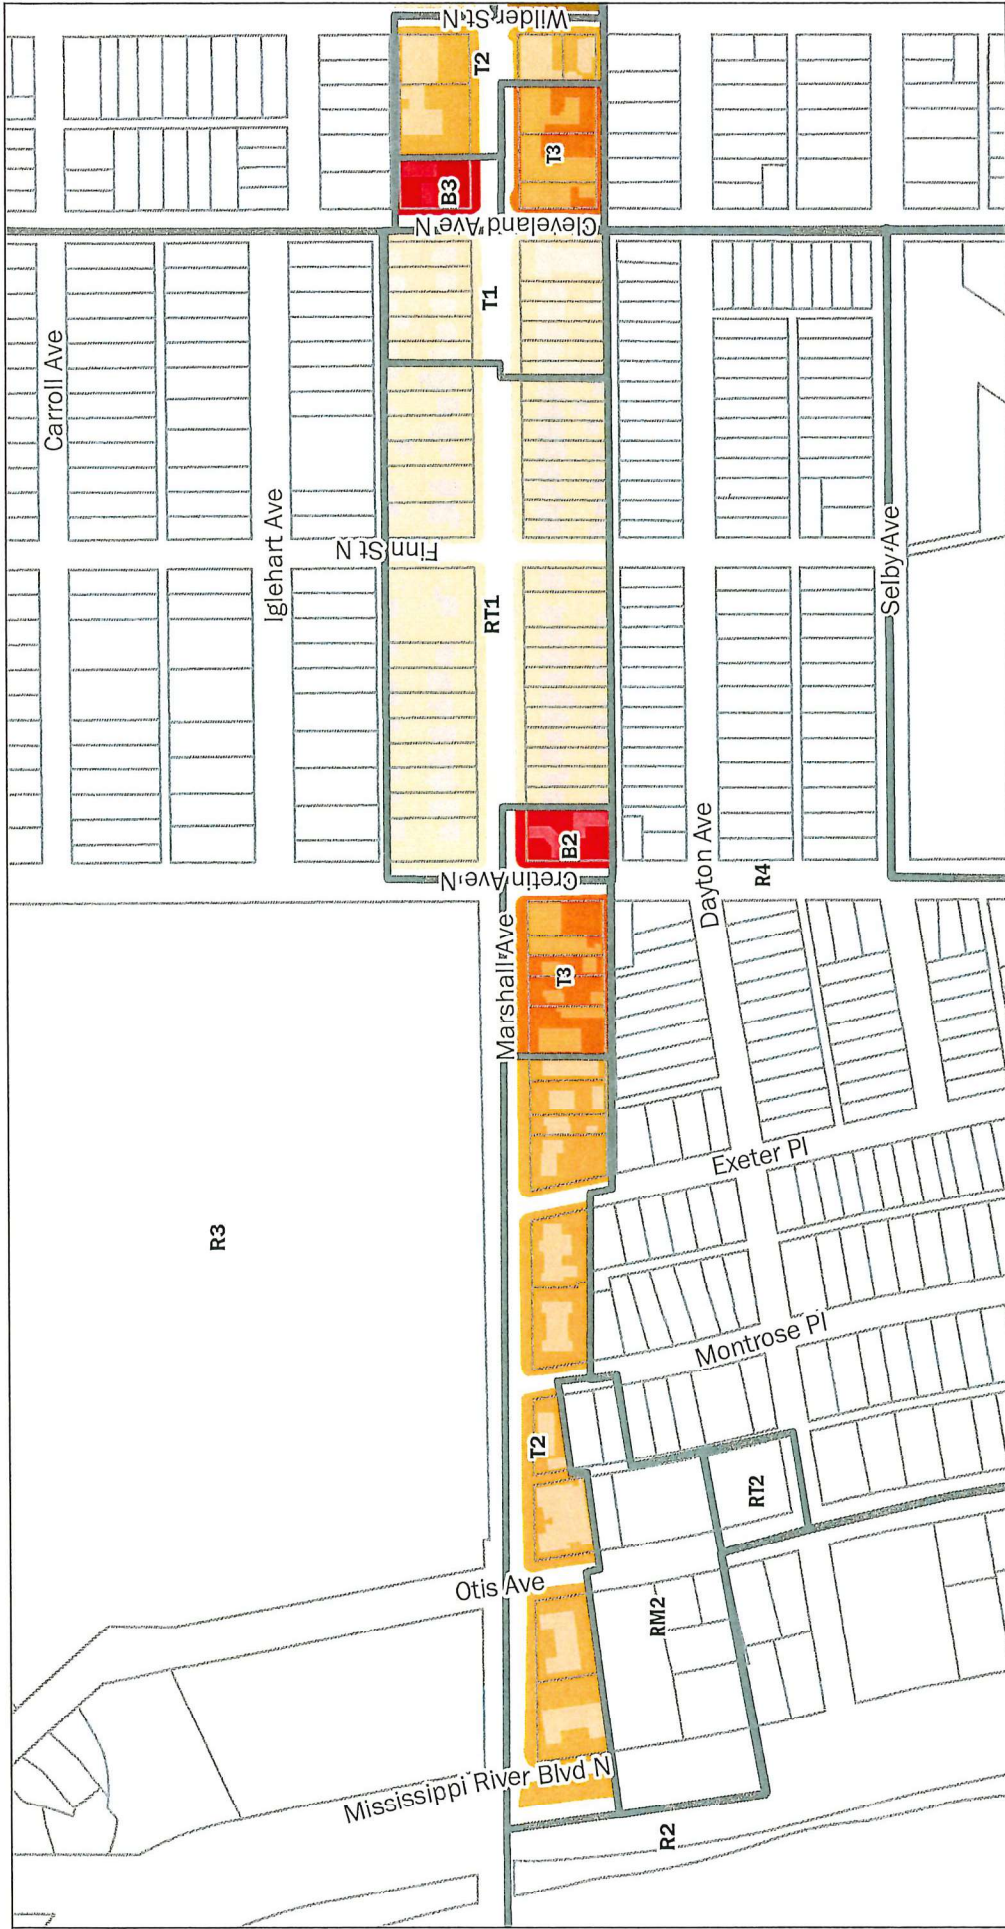 Carroll Ave
Iglehart Ave
Finn St N
Wilder St N
Cleveland Ave N
Cretin Ave N
Marshall Ave
Dayton Ave
Selby Ave
Exeter Pl
Montrose Pl
Otis Ave
Mississippi River Blvd N
R3
T2
RM2
RT2
R2
T3
B2
R4
RT1
T1
B3
T3
T2